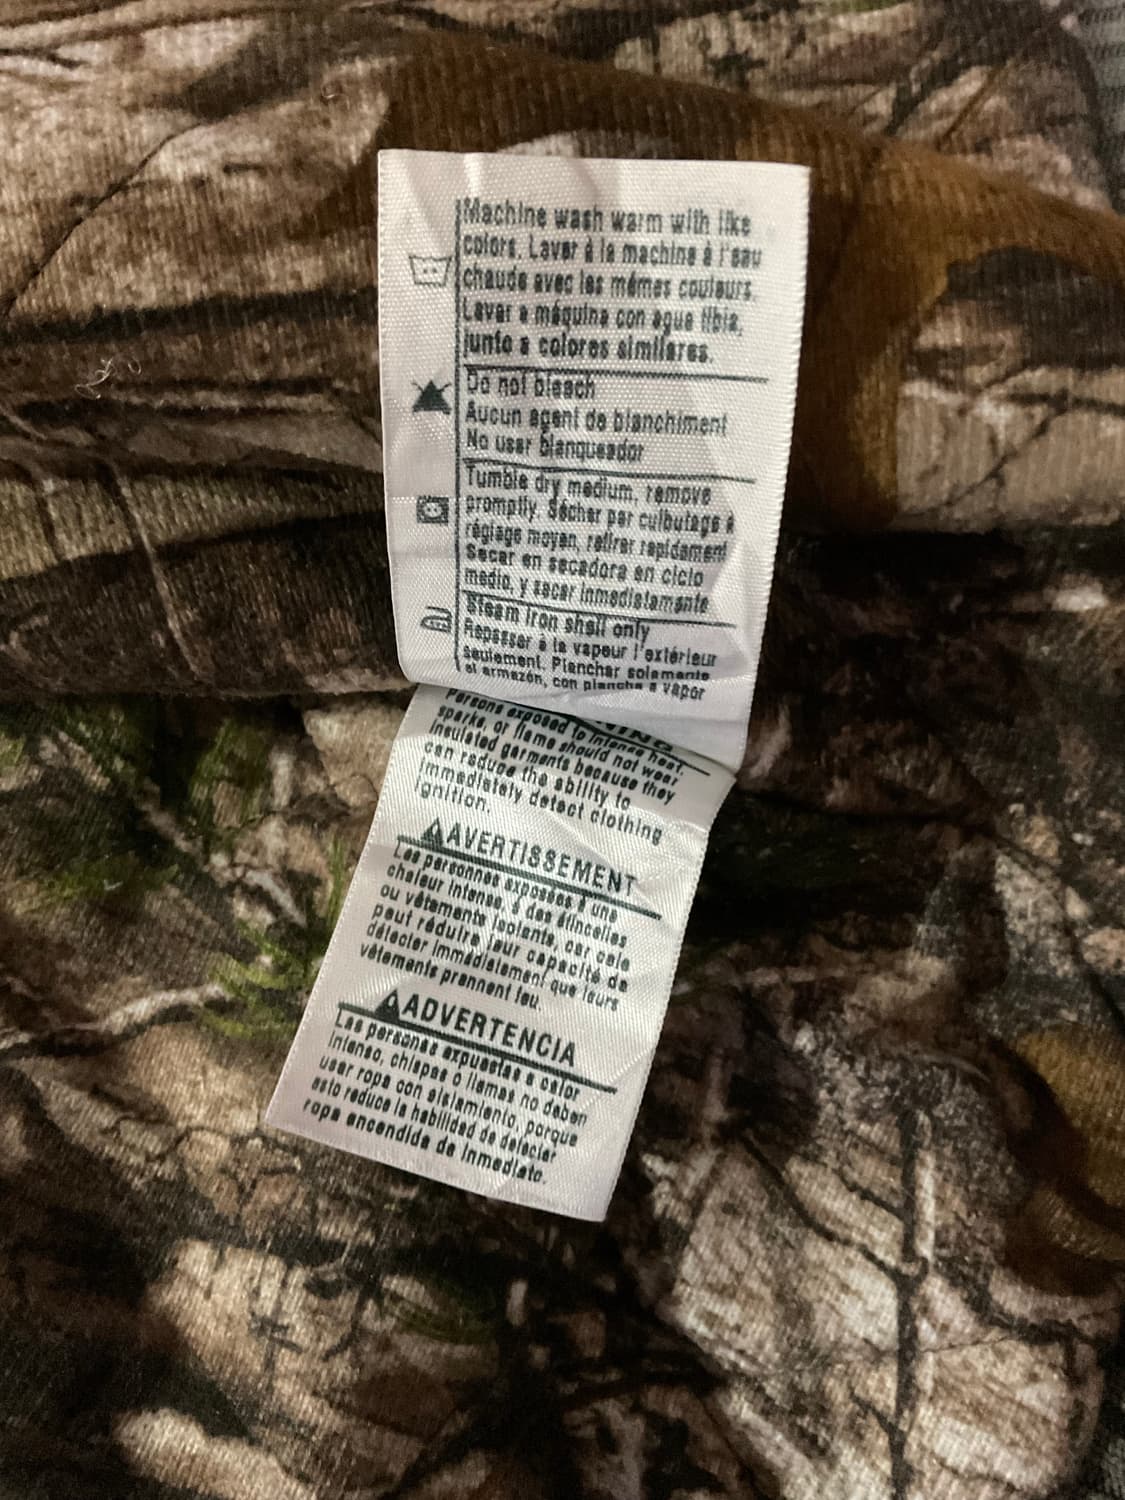 Machine wash warm with like
colors. Laver à la machine à l'eau
chaude avec les mêmes couleurs.
Lavar a máquina con agua tibia,
junto a colores similares.
Do not bleach
Aucun agent de blanchiment
No usar blanqueador
Tumble dry medium, remove
promptly. Sécher par culbutage à
réglage moyen, retirer rapidament
Secar en secadora en ciclo
medio, y sacar inmediatamente
Steam iron shell only
Repasser à la vapeur l'extérieur
seulement. Planchar solamente
el armazón, con plancha a vapor
Persons exposed to intense heat,
sparks, or flame should not wear
insulated garments because they
can reduce the ability to
immediately detect clothing
ignition.
AVERTISSEMENT
Les personnes exposées à une
chaleur intense, à des étincelles
ou vêtements isolants, car cela
peut réduire leur capacité de
détecter immédiatement que leurs
vêtements prennent feu.
ADVERTENCIA
Las personas expuestas a calor
intenso, chispas o llamas no deben
usar ropa con aislamiento, porque
esto reduce la habilidad de detectar
ropa encendida de inmediato.